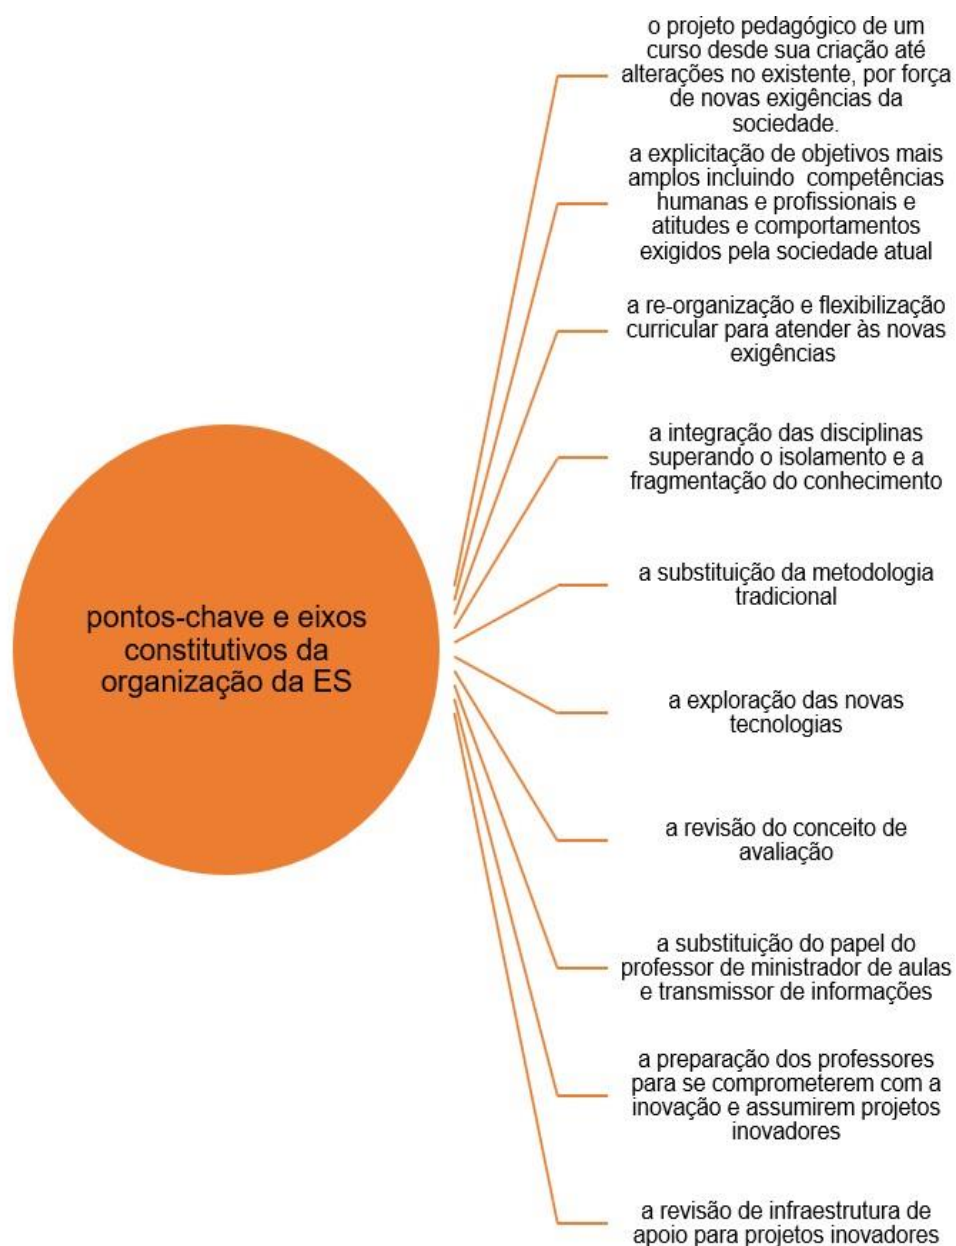 o projeto pedagógico de um
curso desde sua criação até
alterações no existente, por força
de novas exigências da
sociedade.
a explicitação de objetivos mais
amplos incluindo competências
humanas e profissionais e
atitudes e comportamentos
exigidos pela sociedade atual
a re-organização e flexibilização
curricular para atender às novas
exigências
a integração das disciplinas
superando o isolamento e a
fragmentação do conhecimento
pontos-chave e eixos
constitutivos da
organização da ES
a substituição da metodologia
tradicional
a exploração das novas
tecnologias
a revisão do conceito de
avaliação
a substituição do papel do
professor de ministrador de aulas
e transmissor de informações
a preparação dos professores
para se comprometerem com a
inovação e assumirem projetos
inovadores
a revisão de infraestrutura de
apoio para projetos inovadores